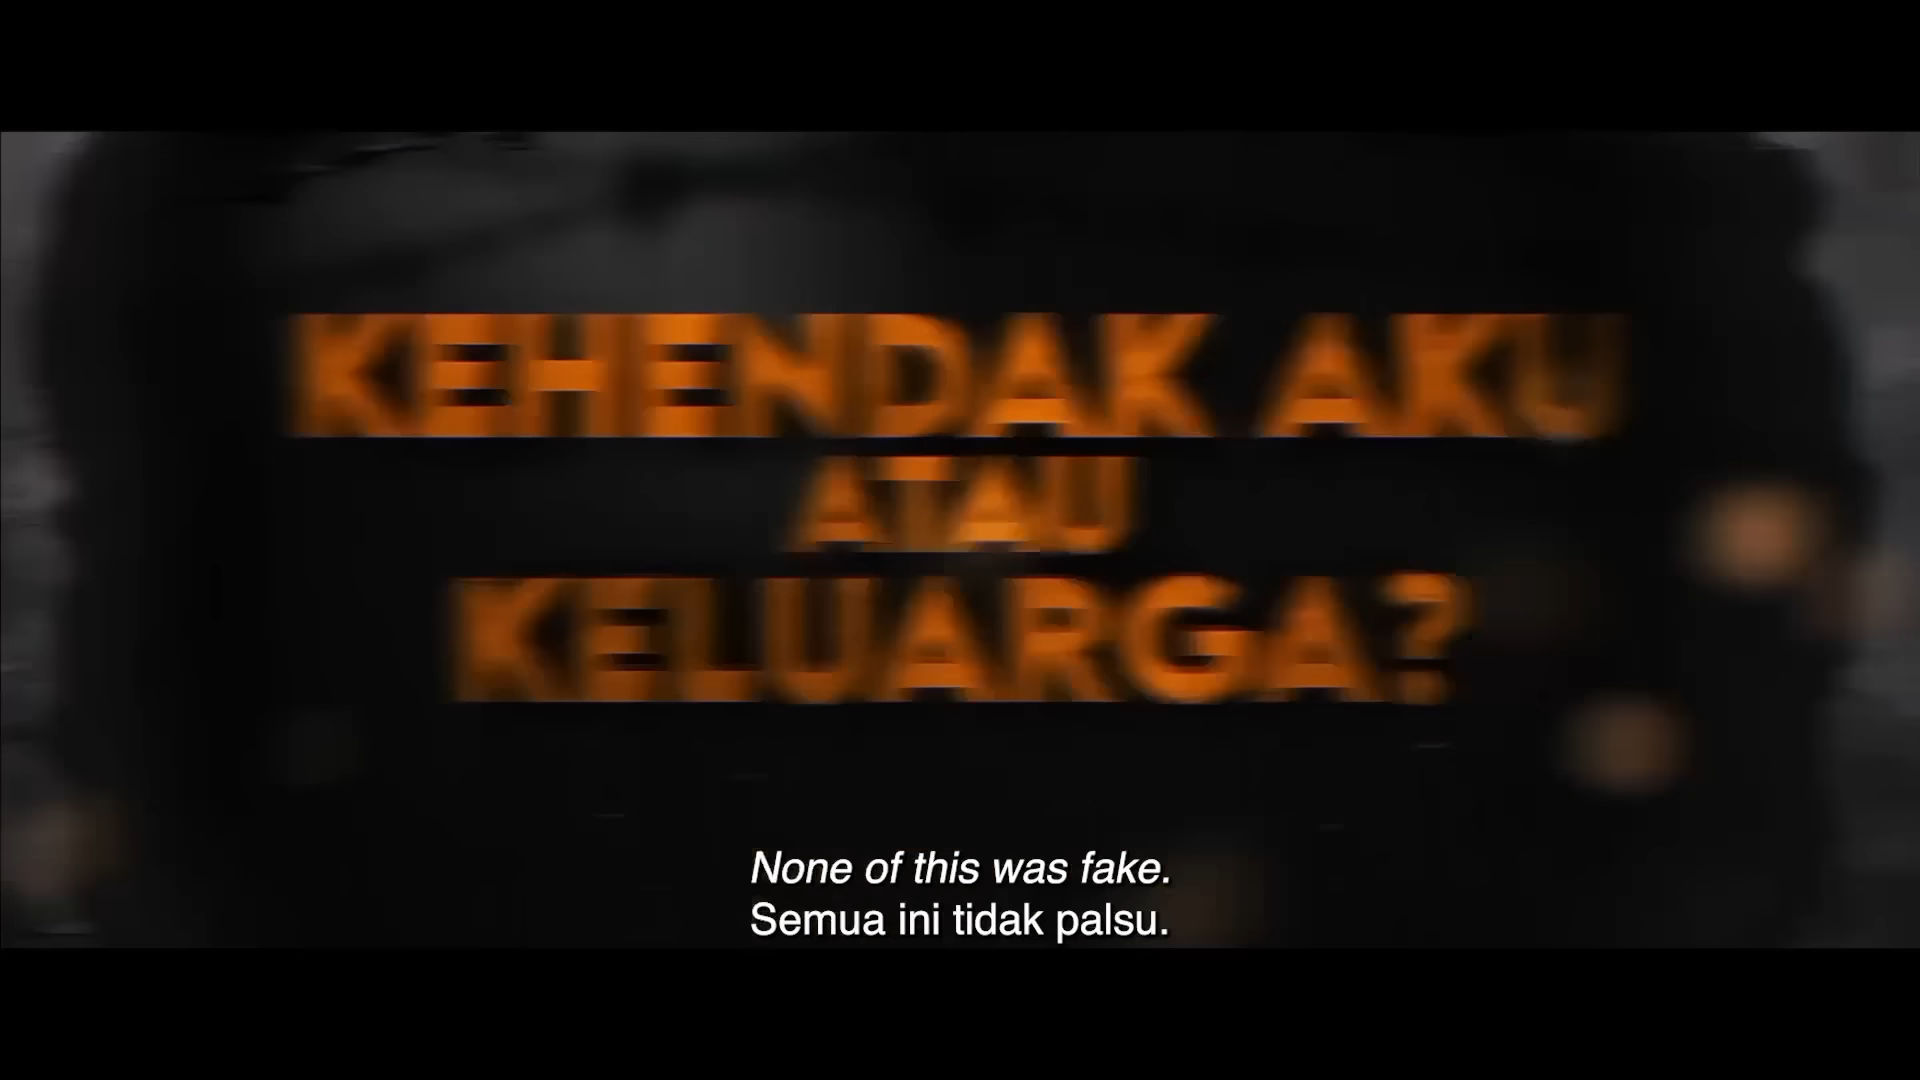 KEHENDAK AKU
ATAU
KELUARGA?
None of this was fake.
Semua ini tidak palsu.